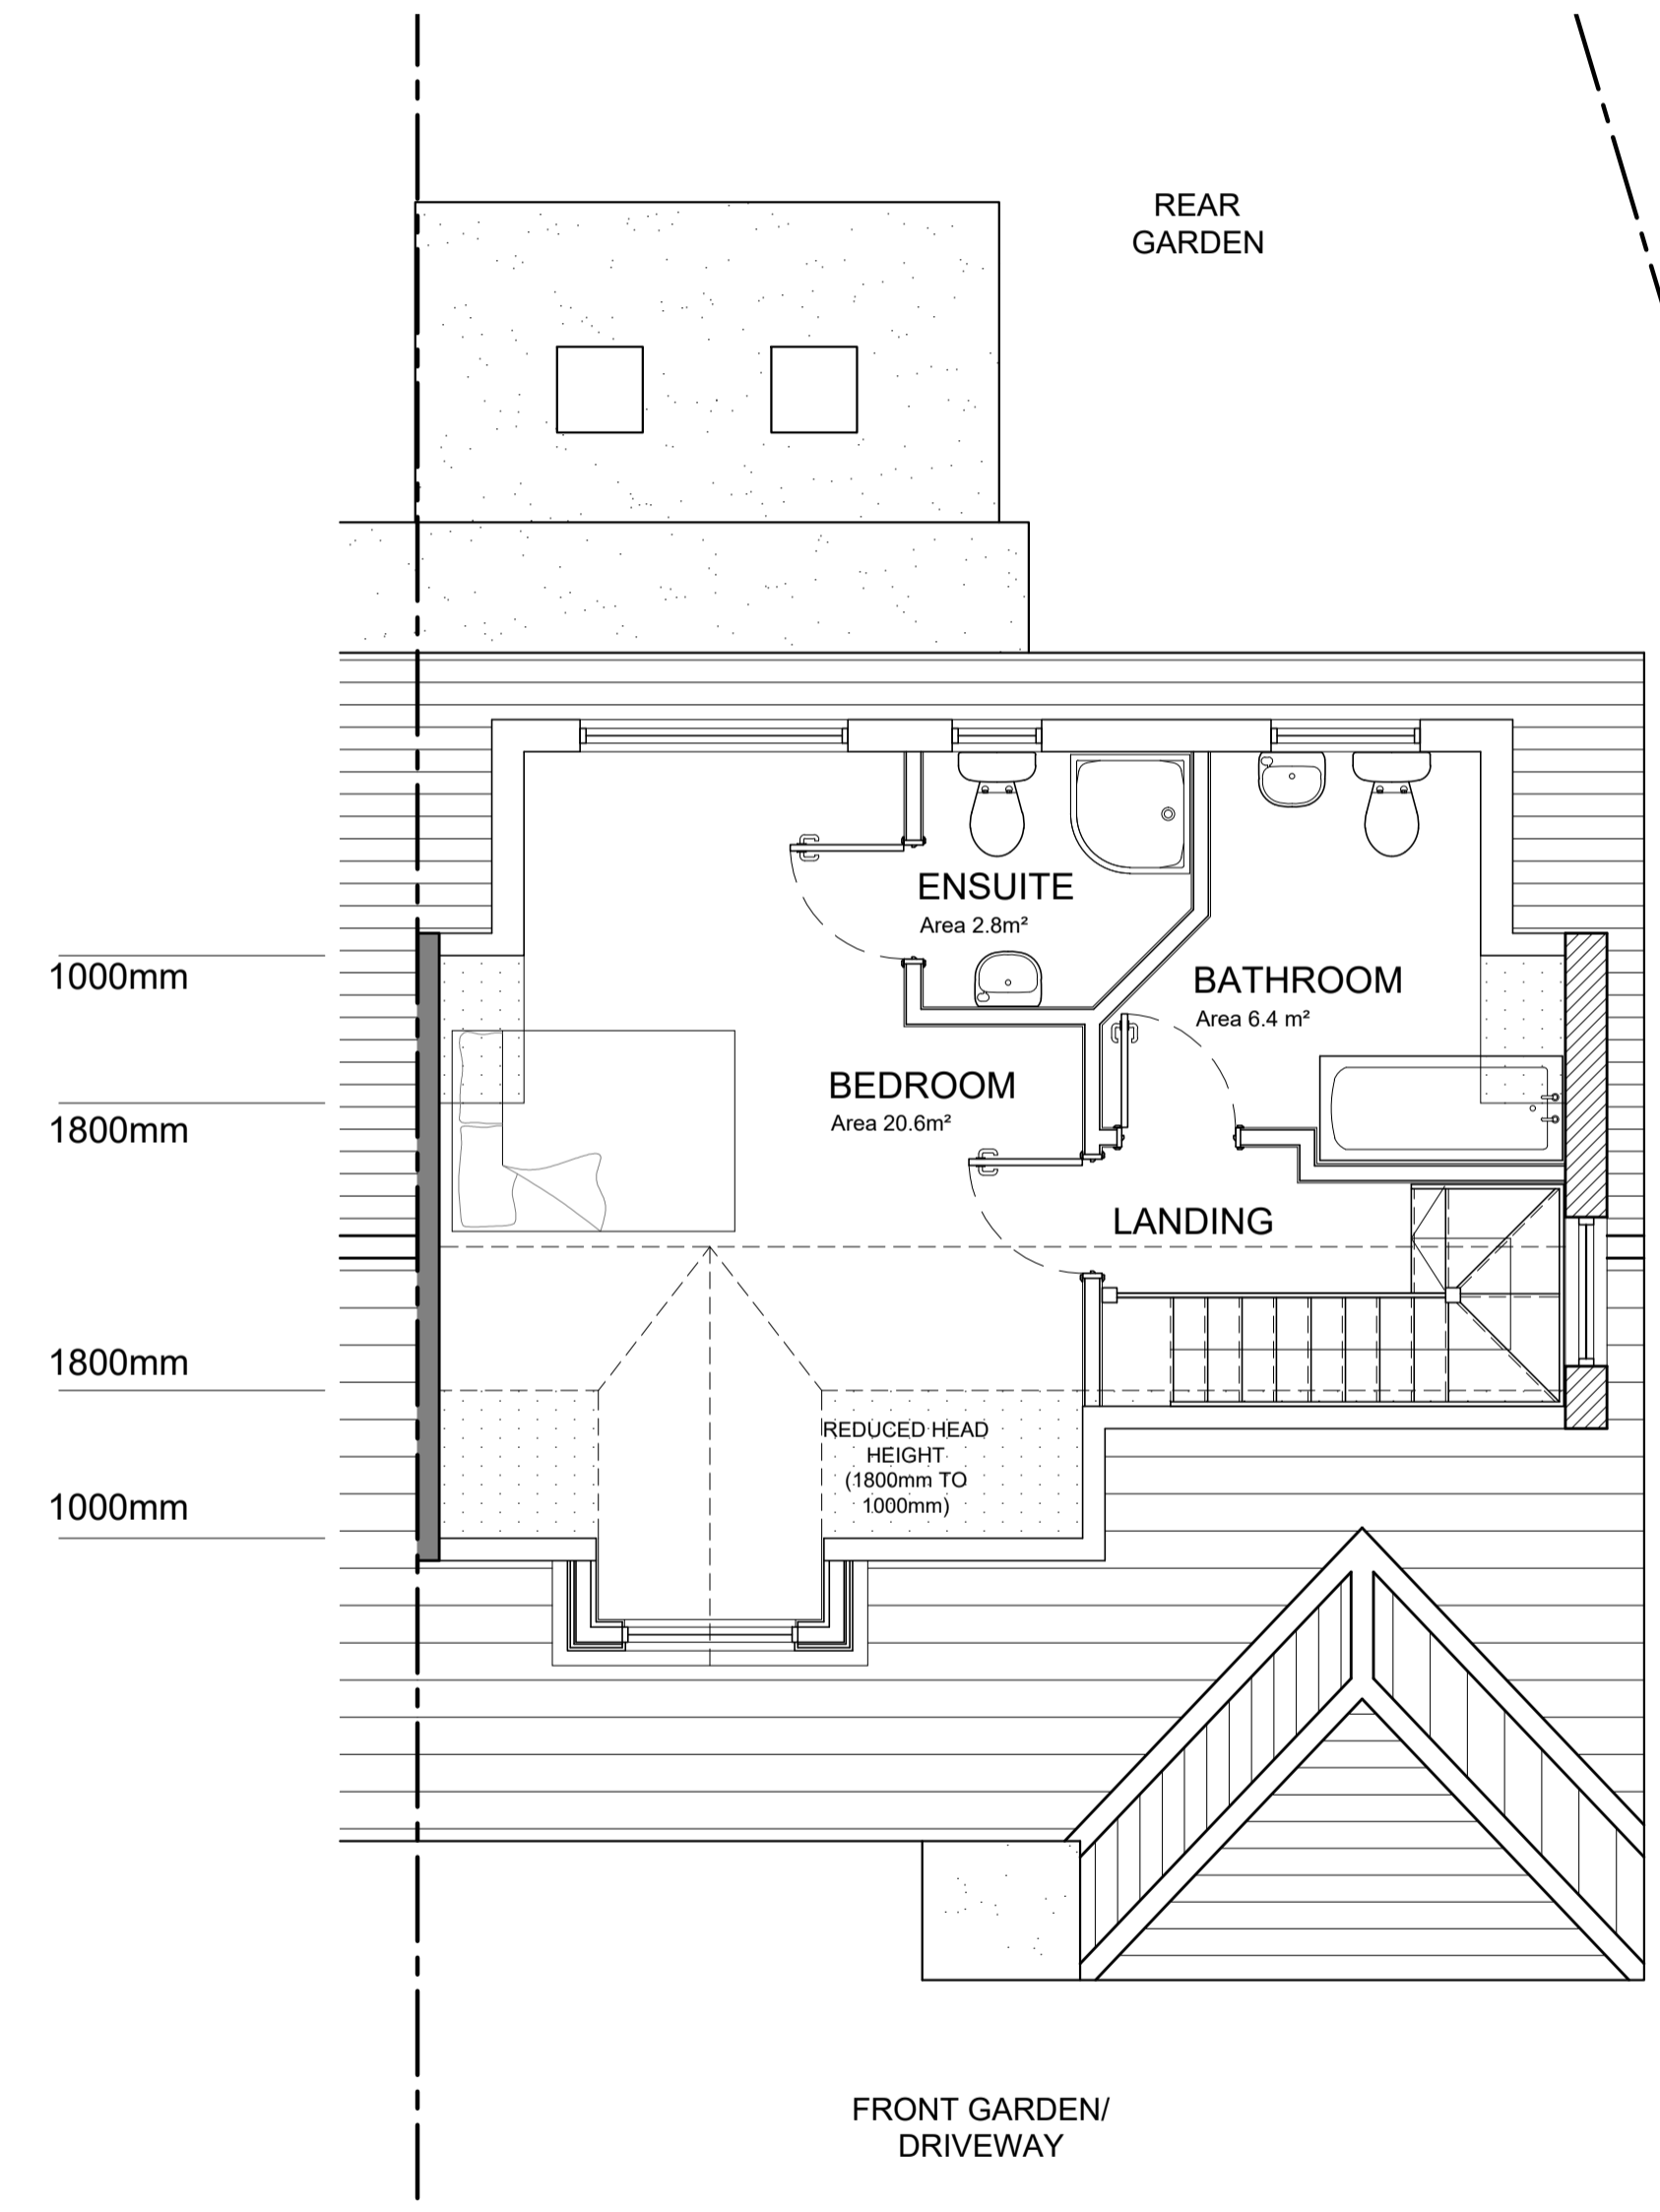 REAR
GARDEN
ENSUITE
Area 2.8m²
1000mm
BATHROOM
Area 6.4 m²
BEDROOM
Area 20.6m²
1800mm
LANDING
1800mm
REDUCED HEAD
HEIGHT
(1800mm TO
1000mm)
1000mm
FRONT GARDEN/
DRIVEWAY